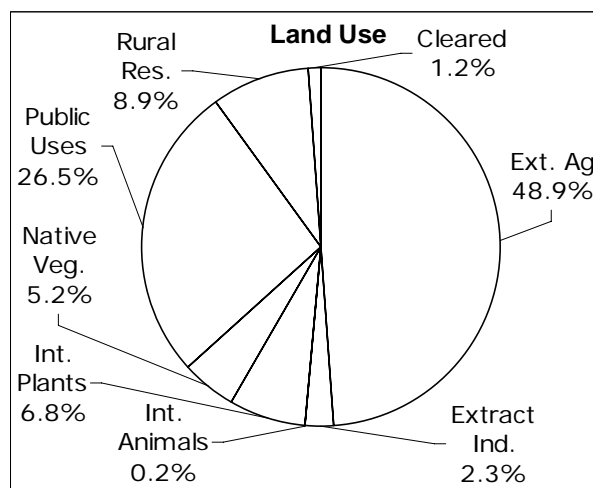 Land Use
Cleared
1.2%
Ext. Ag
48.9%
Extract
Ind.
2.3%
Int.
Animals
0.2%
Int.
Plants
6.8%
Native
Veg.
5.2%
Public
Uses
26.5%
Rural
Res.
8.9%